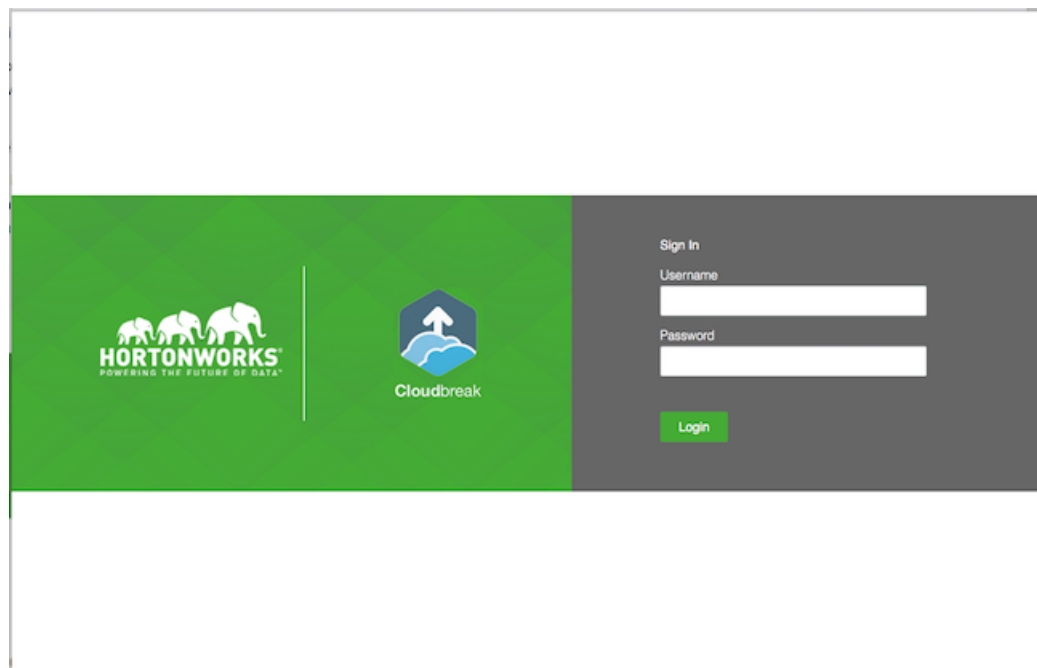 HORTONWORKS®
POWERING THE FUTURE OF DATA™
Cloudbreak
Sign In
Username
Password
Login